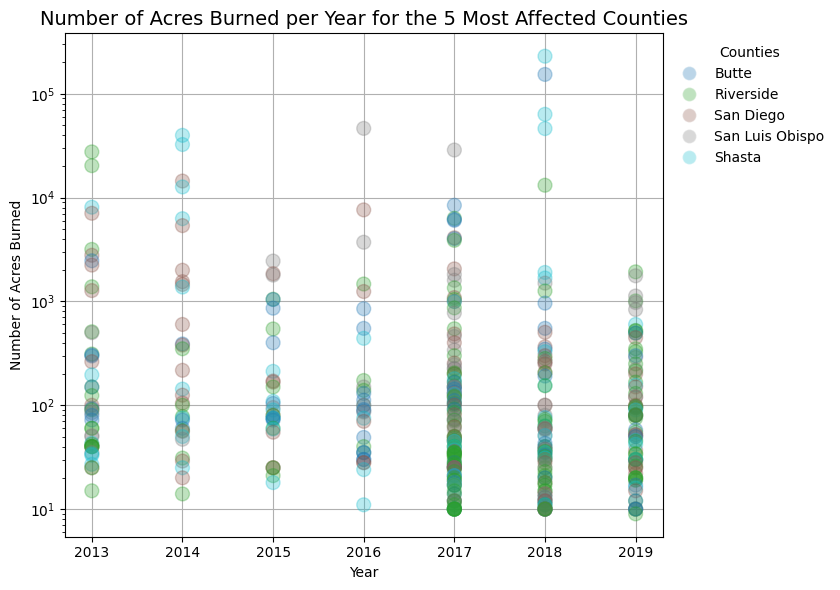 Number of Acres Burned per Year for the 5 Most Affected Counties
Counties
Butte
Riverside
San Diego
San Luis Obispo
Shasta
Number of Acres Burned
10⁵
10⁴
10³
10²
10¹
2013 2014 2015 2016 2017 2018 2019
Year